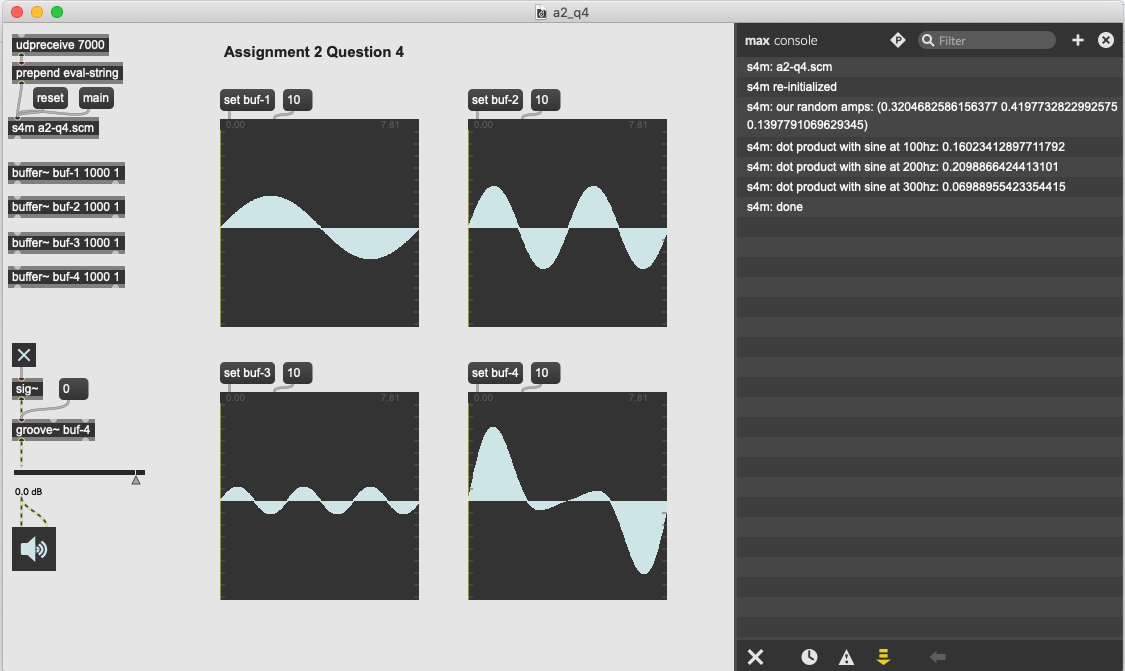 a2_q4
udpreceive 7000
prepend eval-string
reset
main
s4m a2-q4.scm
buffer~ buf-1 1000 1
buffer~ buf-2 1000 1
buffer~ buf-3 1000 1
buffer~ buf-4 1000 1
sig~
0
groove~ buf-4
0.0 dB
Assignment 2 Question 4
set buf-1
10
0.00
7.81
set buf-2
10
0.00
7.81
set buf-3
10
0.00
7.81
set buf-4
10
0.00
7.81
max console
Filter
s4m: a2-q4.scm
s4m re-initialized
s4m: our random amps: (0.3204682586156377 0.4197732822992575
0.1397791069629345)
s4m: dot product with sine at 100hz: 0.16023412897711792
s4m: dot product with sine at 200hz: 0.2098866424413101
s4m: dot product with sine at 300hz: 0.06988955423354415
s4m: done